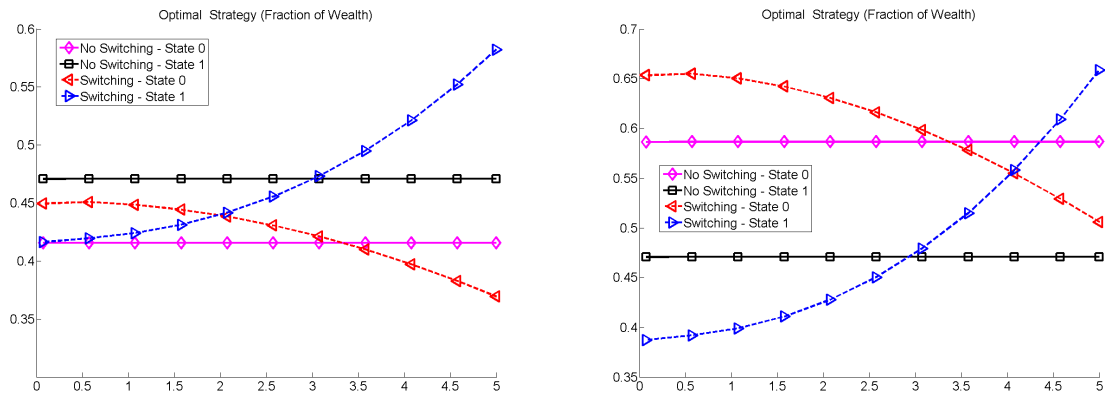 Optimal Strategy (Fraction of Wealth)
0.6
0.55
0.5
0.45
0.4
0.35
No Switching - State 0
No Switching - State 1
Switching - State 0
Switching - State 1
0 0.5 1 1.5 2 2.5 3 3.5 4 4.5 5
Optimal Strategy (Fraction of Wealth)
0.7
0.65
0.6
0.55
0.5
0.45
0.4
0.35
No Switching - State 0
No Switching - State 1
Switching - State 0
Switching - State 1
0 0.5 1 1.5 2 2.5 3 3.5 4 4.5 5